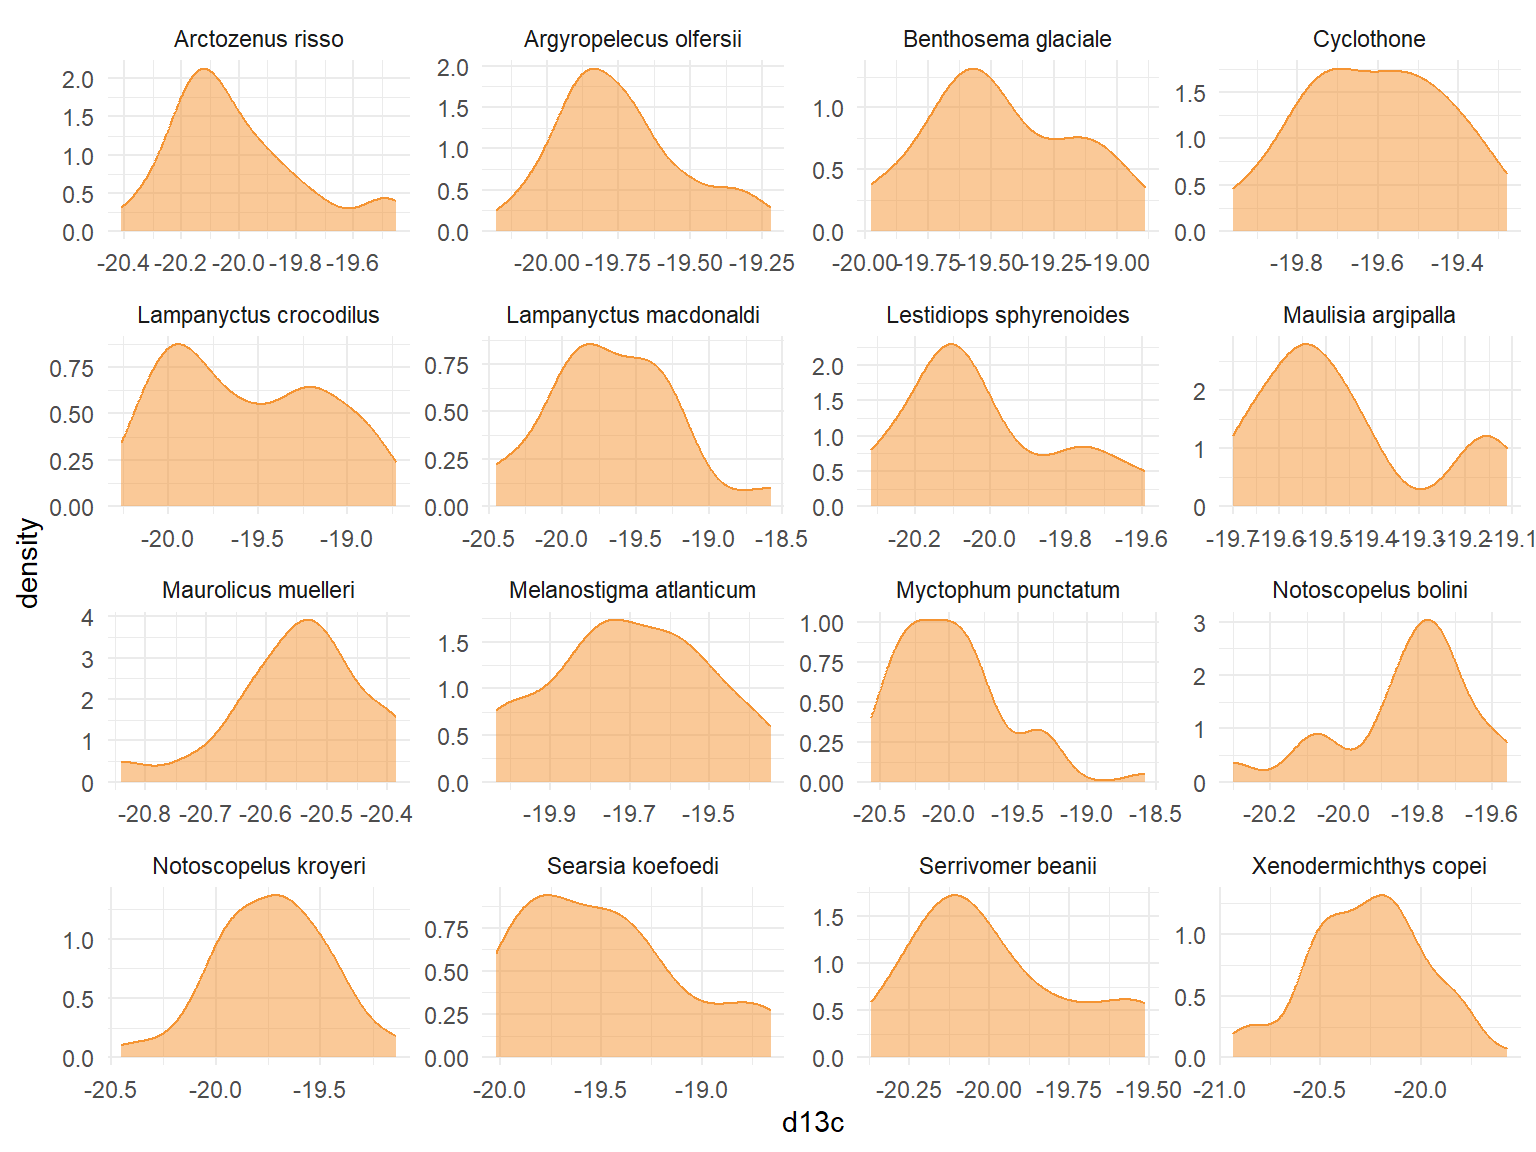 Arctozenus risso
Argyropelecus olfersii
Benthosema glaciale
Cyclothone
2.0
1.5
1.0
0.5
0.0
2.0
1.5
1.0
0.5
0.0
1.0
0.5
0.0
1.5
1.0
0.5
0.0
-20.4 -20.2 -20.0 -19.8 -19.6
-20.00 -19.75 -19.50 -19.25
-20.00 -19.75 -19.50 -19.25 -19.00
-19.8 -19.6 -19.4
Lampanyctus crocodilus
Lampanyctus macdonaldi
Lestidiops sphyrenoides
Maulisia argipalla
0.75
0.50
0.25
0.00
0.75
0.50
0.25
0.00
2.0
1.5
1.0
0.5
0.0
2
1
0
-20.0 -19.5 -19.0
-20.5 -20.0 -19.5 -19.0 -18.5
-20.2 -20.0 -19.8 -19.6
-19.7 -19.6 -19.5 -19.4 -19.3 -19.2 -19.1
density
Maurolicus muelleri
Melanostigma atlanticum
Myctophum punctatum
Notoscopelus bolini
4
3
2
1
0
1.5
1.0
0.5
0.0
1.00
0.75
0.50
0.25
0.00
3
2
1
0
-20.8 -20.7 -20.6 -20.5 -20.4
-19.9 -19.7 -19.5
-20.5 -20.0 -19.5 -19.0 -18.5
-20.2 -20.0 -19.8 -19.6
Notoscopelus kroyeri
Searsia koefoedi
Serrivomer beanii
Xenodermichthys copei
1.0
0.5
0.0
0.75
0.50
0.25
0.00
1.5
1.0
0.5
0.0
1.0
0.5
0.0
-20.5 -20.0 -19.5
-20.0 -19.5 -19.0
-20.25 -20.00 -19.75 -19.50
-21.0 -20.5 -20.0
d13c